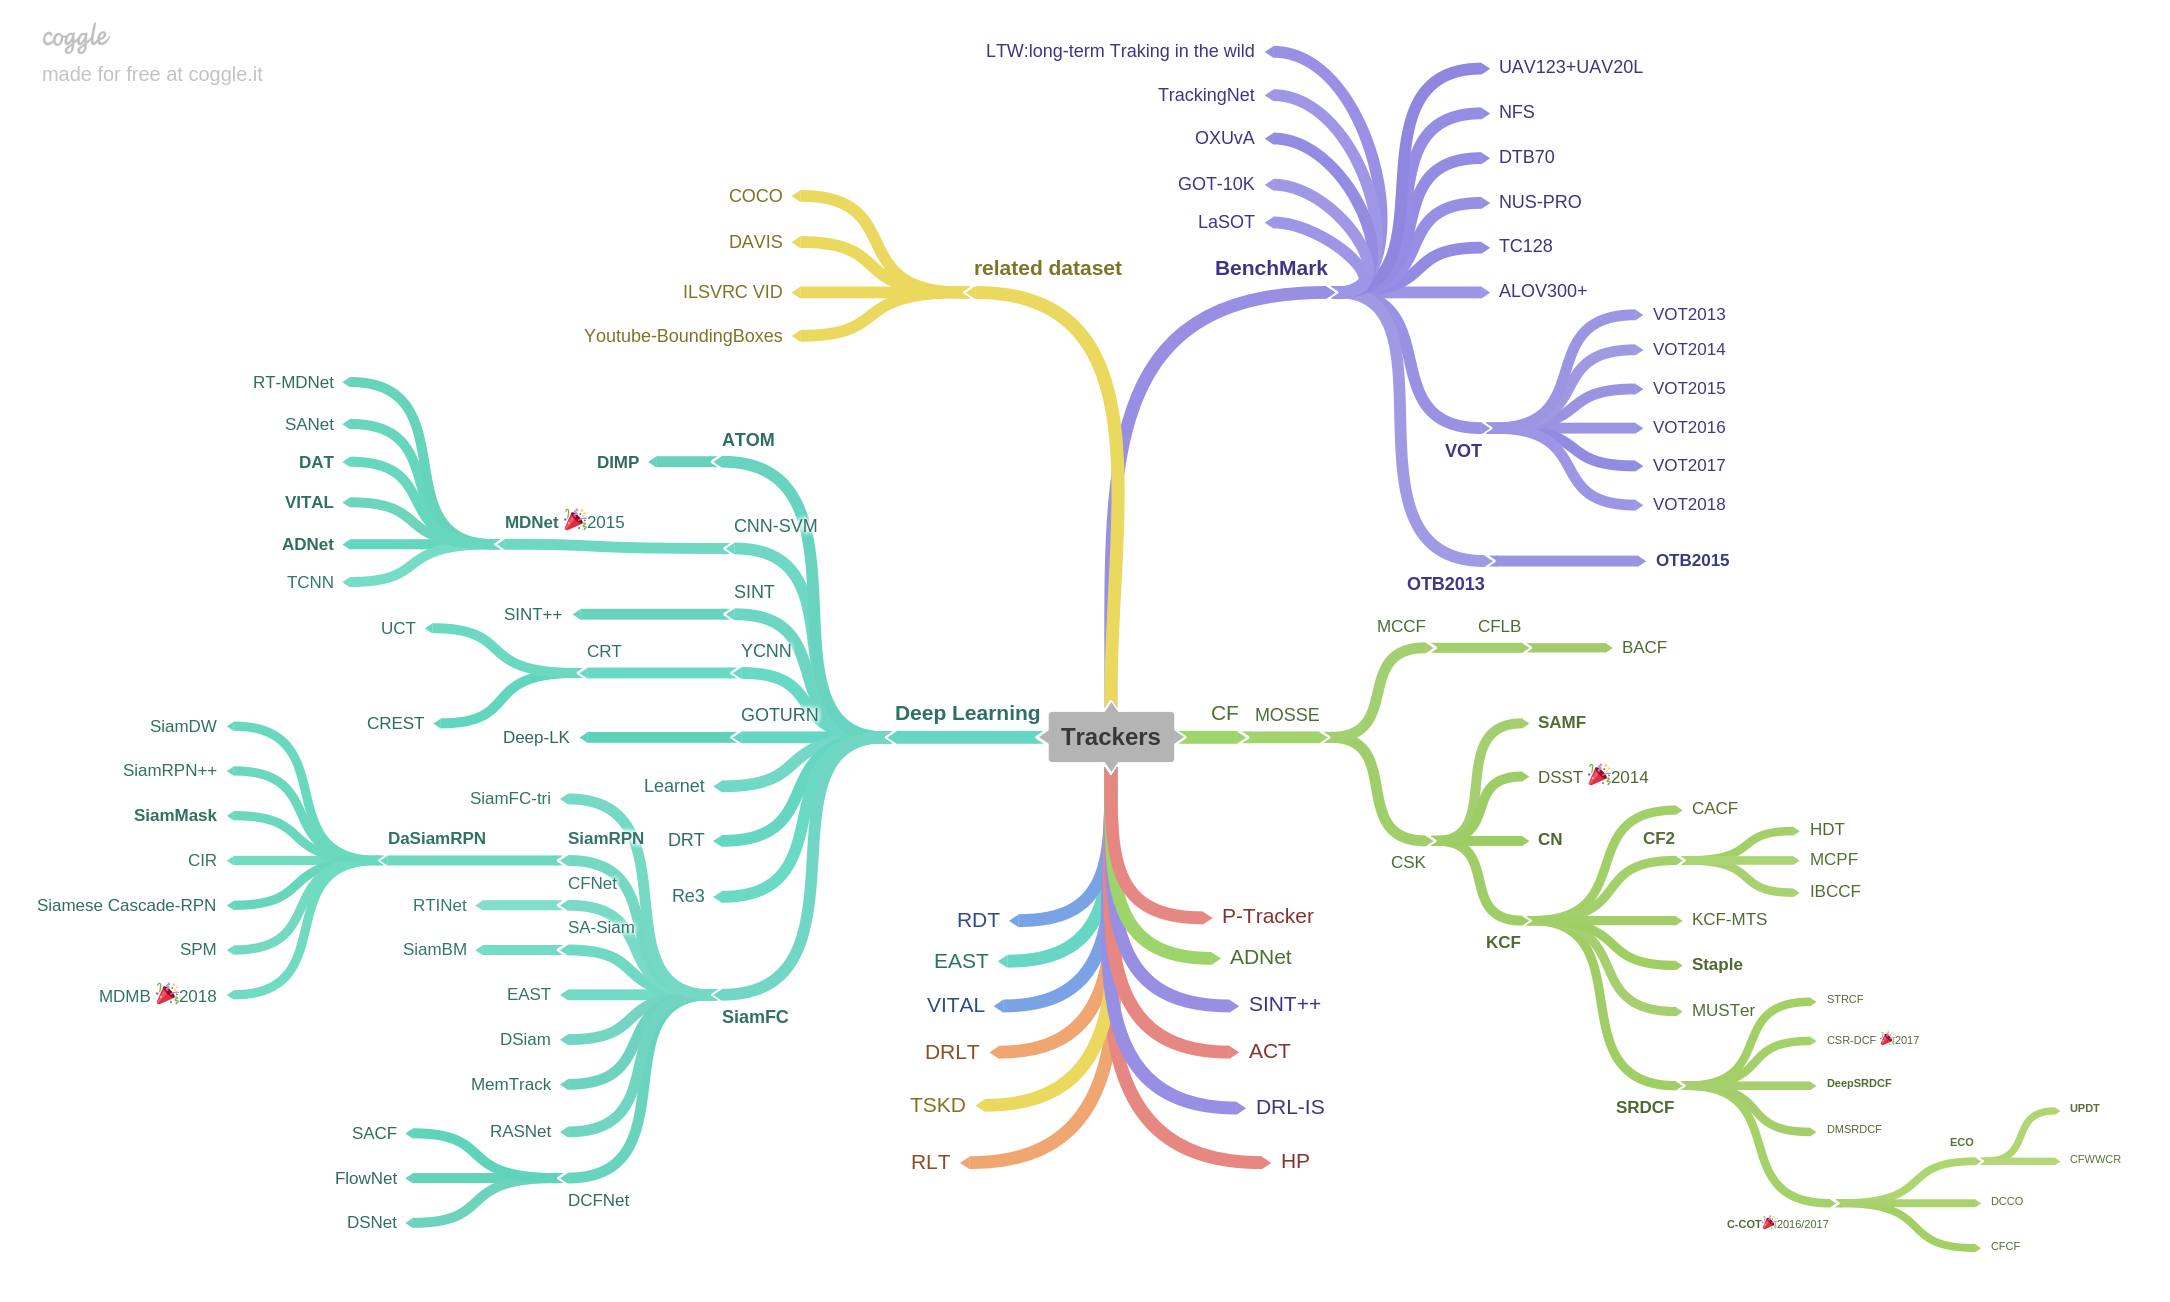 coggle
made for free at coggle.it
Trackers
related dataset
COCO
DAVIS
ILSVRC VID
Youtube-BoundingBoxes
BenchMark
LTW:long-term Traking in the wild
TrackingNet
OXUvA
GOT-10K
LaSOT
UAV123+UAV20L
NFS
DTB70
NUS-PRO
TC128
ALOV300+
VOT
VOT2013
VOT2014
VOT2015
VOT2016
VOT2017
VOT2018
OTB2013
OTB2015
Deep Learning
ATOM
DIMP
CNN-SVM
MDNet 🎉2015
RT-MDNet
SANet
DAT
VITAL
ADNet
TCNN
SINT
SINT++
YCNN
CRT
UCT
CREST
GOTURN
Deep-LK
Learnet
DRT
Re3
SiamFC
SiamFC-tri
SiamRPN
DaSiamRPN
SiamDW
SiamRPN++
SiamMask
CIR
Siamese Cascade-RPN
SPM
MDMB 🎉2018
CFNet
RTINet
SA-Siam
SiamBM
EAST
DSiam
MemTrack
RASNet
DCFNet
SACF
FlowNet
DSNet
CF
MOSSE
MCCF
CFLB
BACF
CSK
SAMF
DSST 🎉2014
CN
KCF
CACF
CF2
HDT
MCPF
IBCCF
KCF-MTS
Staple
MUSTer
SRDCF
STRCF
CSR-DCF 🎉2017
DeepSRDCF
DMSRDCF
C-COT🎉2016/2017
ECO
UPDT
CFWWCR
DCCO
CFCF
RDT
EAST
VITAL
DRLT
TSKD
RLT
P-Tracker
ADNet
SINT++
ACT
DRL-IS
HP